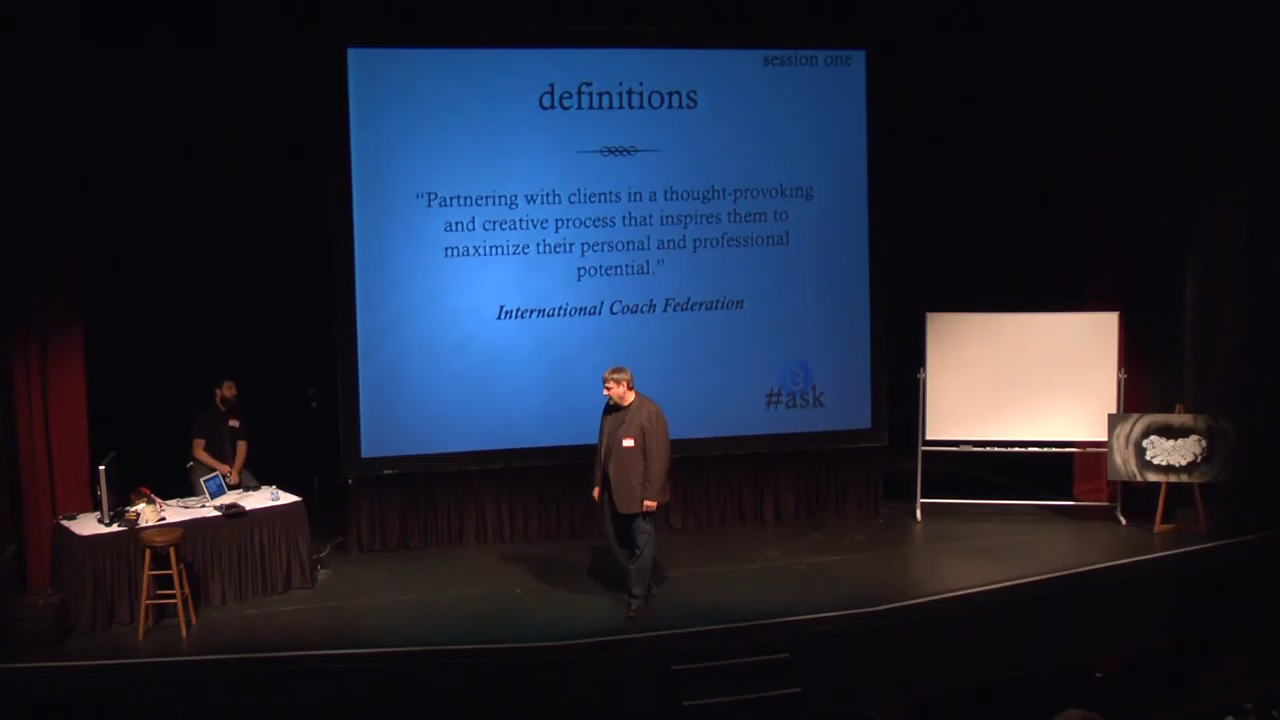 session one
definitions
“Partnering with clients in a thought-provoking
and creative process that inspires them to
maximize their personal and professional
potential.”
International Coach Federation
#ask